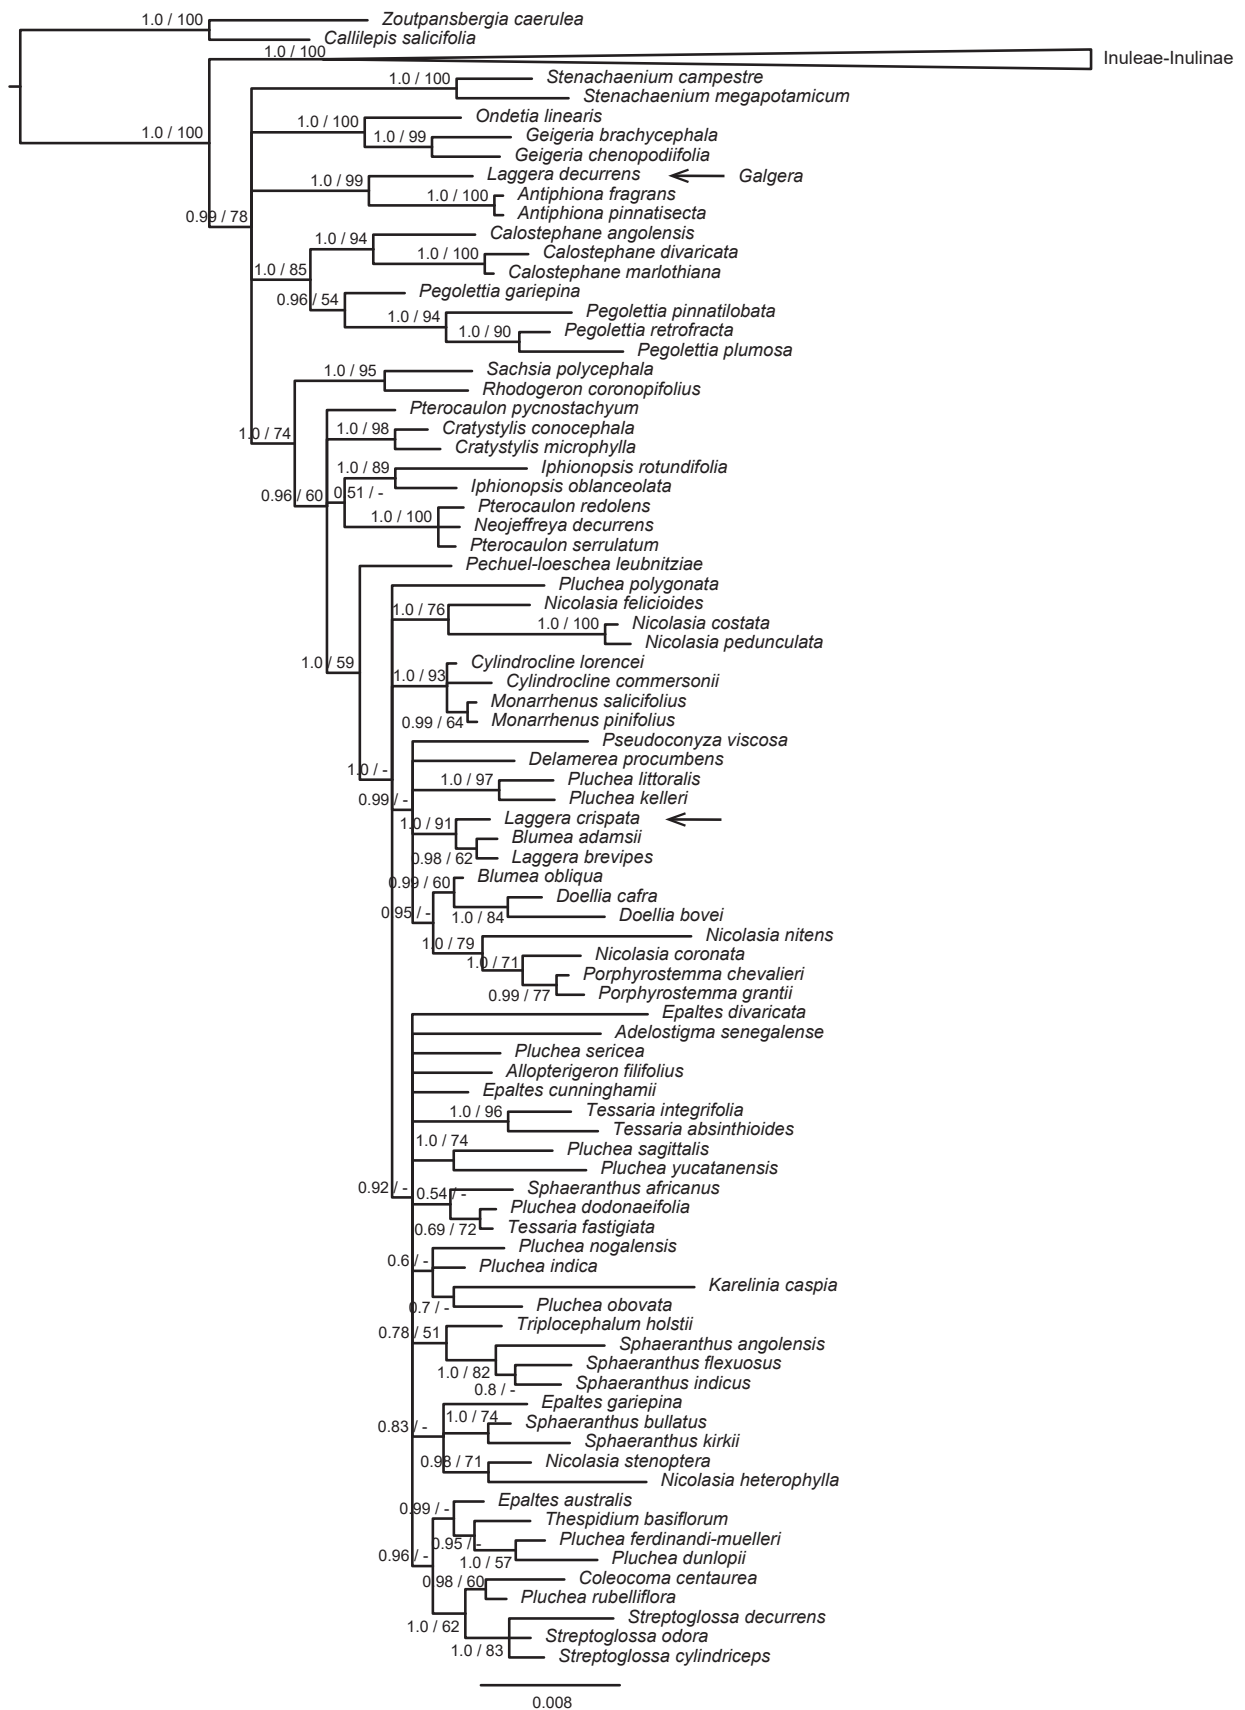 1.0 / 100
Zoutpansbergia caerulea
Callilepis salicifolia
1.0 / 100
Inuleae-Inulinae
1.0 / 100
Stenachaenium campestre
Stenachaenium megapotamicum
Ondetia linearis
1.0 / 100
1.0 / 100
1.0 / 99
Geigeria brachycephala
Geigeria chenopodiifolia
Laggera decurrens
Galgera
1.0 / 99
1.0 / 100
Antiphiona fragrans
Antiphiona pinnatisecta
0.99 / 78
Calostephane angolensis
1.0 / 94
1.0 / 100
Calostephane divaricata
Calostephane marlothiana
1.0 / 85
Pegolettia gariepina
0.96 / 54
Pegolettia pinnatilobata
1.0 / 94
1.0 / 90
Pegolettia retrofracta
Pegolettia plumosa
1.0 / 95
Sachsia polycephala
Rhodogeron coronopifolius
Pterocaulon pycnostachyum
1.0 / 74
1.0 / 98
Cratystylis conocephala
Cratystylis microphylla
1.0 / 89
Iphionopsis rotundifolia
Iphionopsis oblanceolata
0.96 / 60
0.51 / -
Pterocaulon redolens
1.0 / 100
Neojeffreya decurrens
Pterocaulon serrulatum
Pechuel-loeschea leubnitziae
Pluchea polygonata
1.0 / 76
Nicolasia felicioides
1.0 / 100
Nicolasia costata
Nicolasia pedunculata
1.0 / 59
Cylindrocline lorencei
1.0 / 93
Cylindrocline commersonii
Monarrhenus salicifolius
0.99 / 64
Monarrhenus pinifolius
Pseudoconyza viscosa
Delamerea procumbens
1.0 / -
1.0 / 97
Pluchea littoralis
Pluchea kelleri
0.99 / -
Laggera crispata
1.0 / 91
Blumea adamsii
0.98 / 62
Laggera brevipes
Blumea obliqua
0.99 / 60
Doellia cafra
0.95 / -
1.0 / 84
Doellia bovei
Nicolasia nitens
1.0 / 79
Nicolasia coronata
1.0 / 71
Porphyrostemma chevalieri
0.99 / 77
Porphyrostemma grantii
Epaltes divaricata
Adelostigma senegalense
Pluchea sericea
Allopterigeron filifolius
Epaltes cunninghamii
1.0 / 96
Tessaria integrifolia
Tessaria absinthioides
1.0 / 74
Pluchea sagittalis
Pluchea yucatanensis
0.92 / -
0.54 / -
Sphaeranthus africanus
Pluchea dodonaeifolia
0.69 / 72
Tessaria fastigiata
Pluchea nogalensis
0.6 / -
Pluchea indica
Karelinia caspia
0.7 / -
Pluchea obovata
Triplocephalum holstii
0.78 / 51
Sphaeranthus angolensis
Sphaeranthus flexuosus
1.0 / 82
Sphaeranthus indicus
0.8 / -
Epaltes gariepina
1.0 / 74
Sphaeranthus bullatus
0.83 / -
Sphaeranthus kirkii
0.98 / 71
Nicolasia stenoptera
Nicolasia heterophylla
Epaltes australis
0.99 / -
Thespidium basiflorum
Pluchea ferdinandi-muelleri
0.95 / -
0.96 / -
1.0 / 57
Pluchea dunlopii
0.98 / 60
Coleocoma centaurea
Pluchea rubelliflora
Streptoglossa decurrens
1.0 / 62
Streptoglossa odora
1.0 / 83
Streptoglossa cylindriceps
0.008